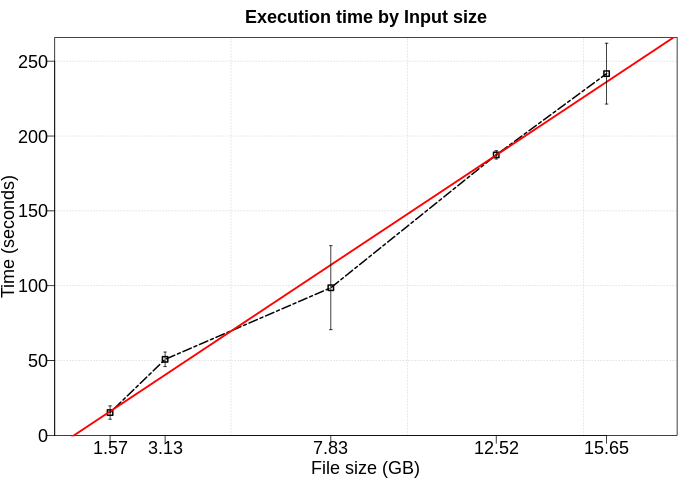 Execution time by Input size
Time (seconds)
250
200
150
100
50
0
1.57 3.13 7.83 12.52 15.65
File size (GB)